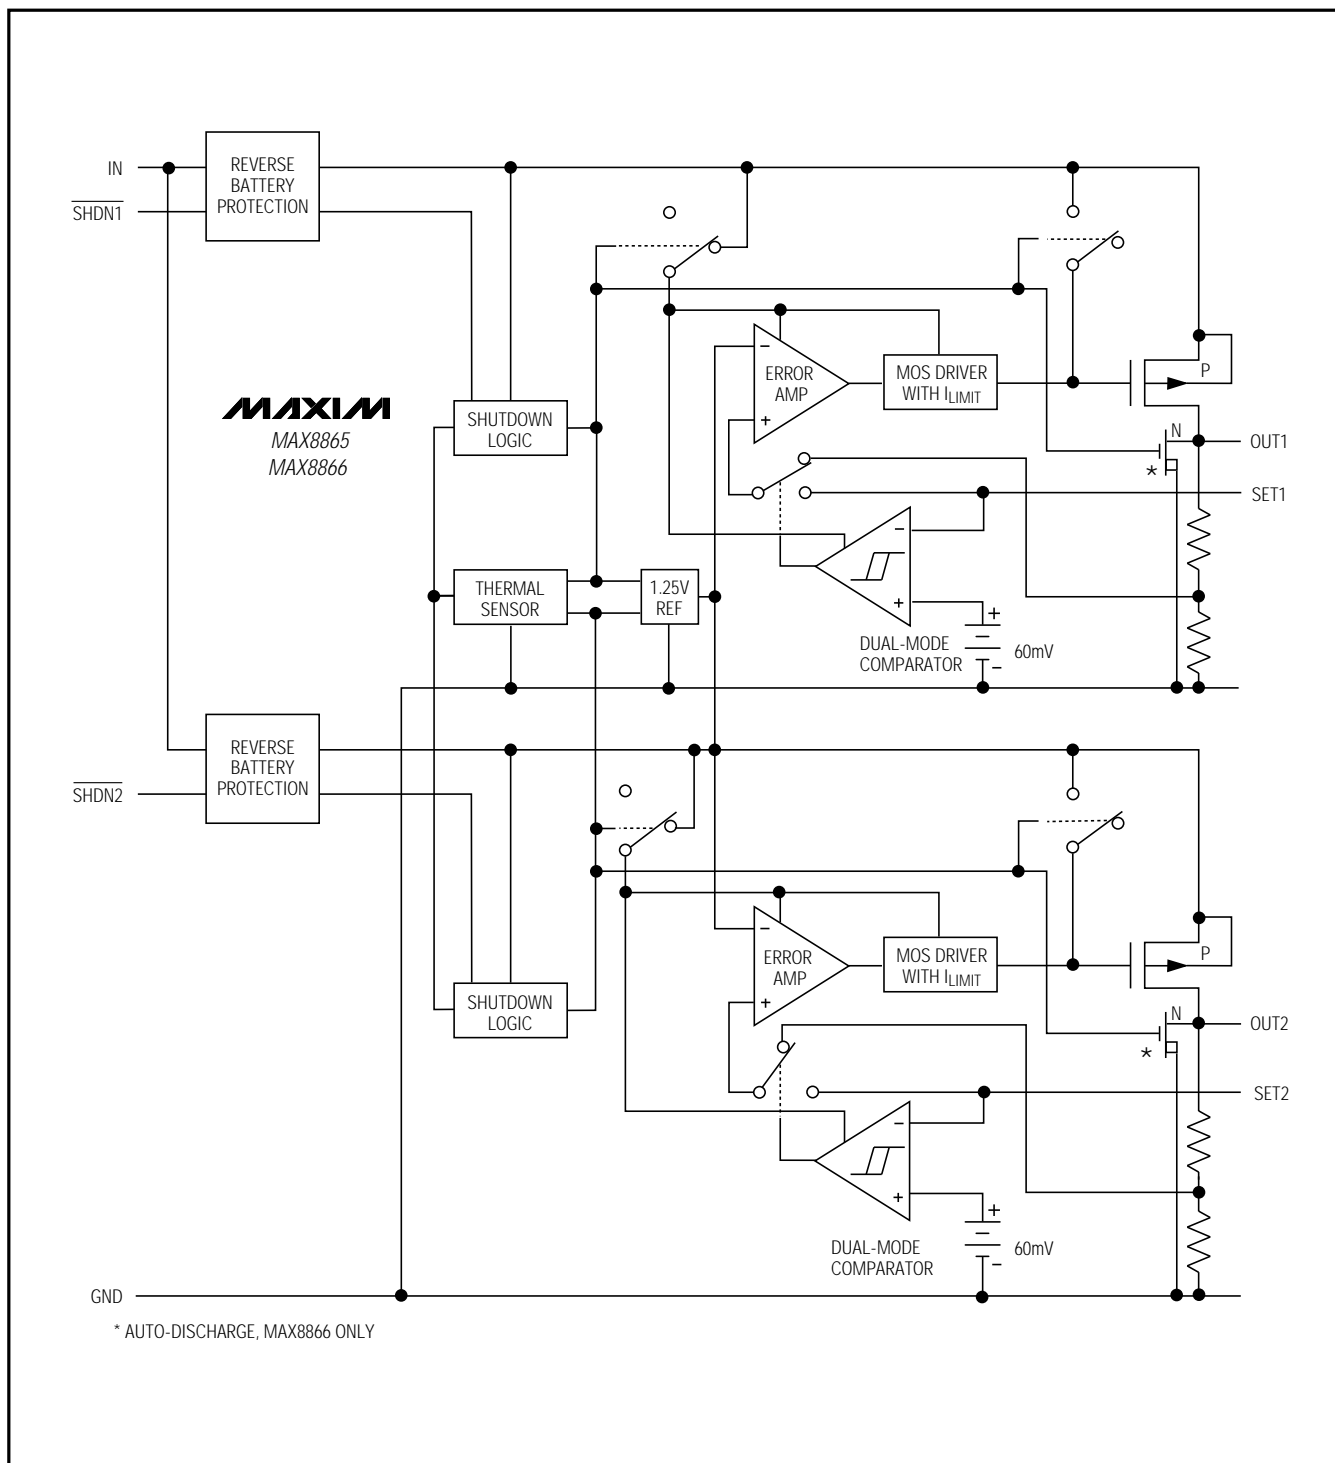 IN
REVERSE
BATTERY
PROTECTION
SHDN1
P
ERROR
AMP
−
+
MOS DRIVER
WITH ILIMIT
MAXIM
MAX8865
MAX8866
SHUTDOWN
LOGIC
N
OUT1
*
SET1
−
+
THERMAL
SENSOR
1.25V
REF
DUAL-MODE
COMPARATOR
+
−
60mV
REVERSE
BATTERY
PROTECTION
SHDN2
P
ERROR
AMP
−
+
MOS DRIVER
WITH ILIMIT
SHUTDOWN
LOGIC
N
OUT2
*
SET2
−
+
DUAL-MODE
COMPARATOR
+
−
60mV
GND
* AUTO-DISCHARGE, MAX8866 ONLY